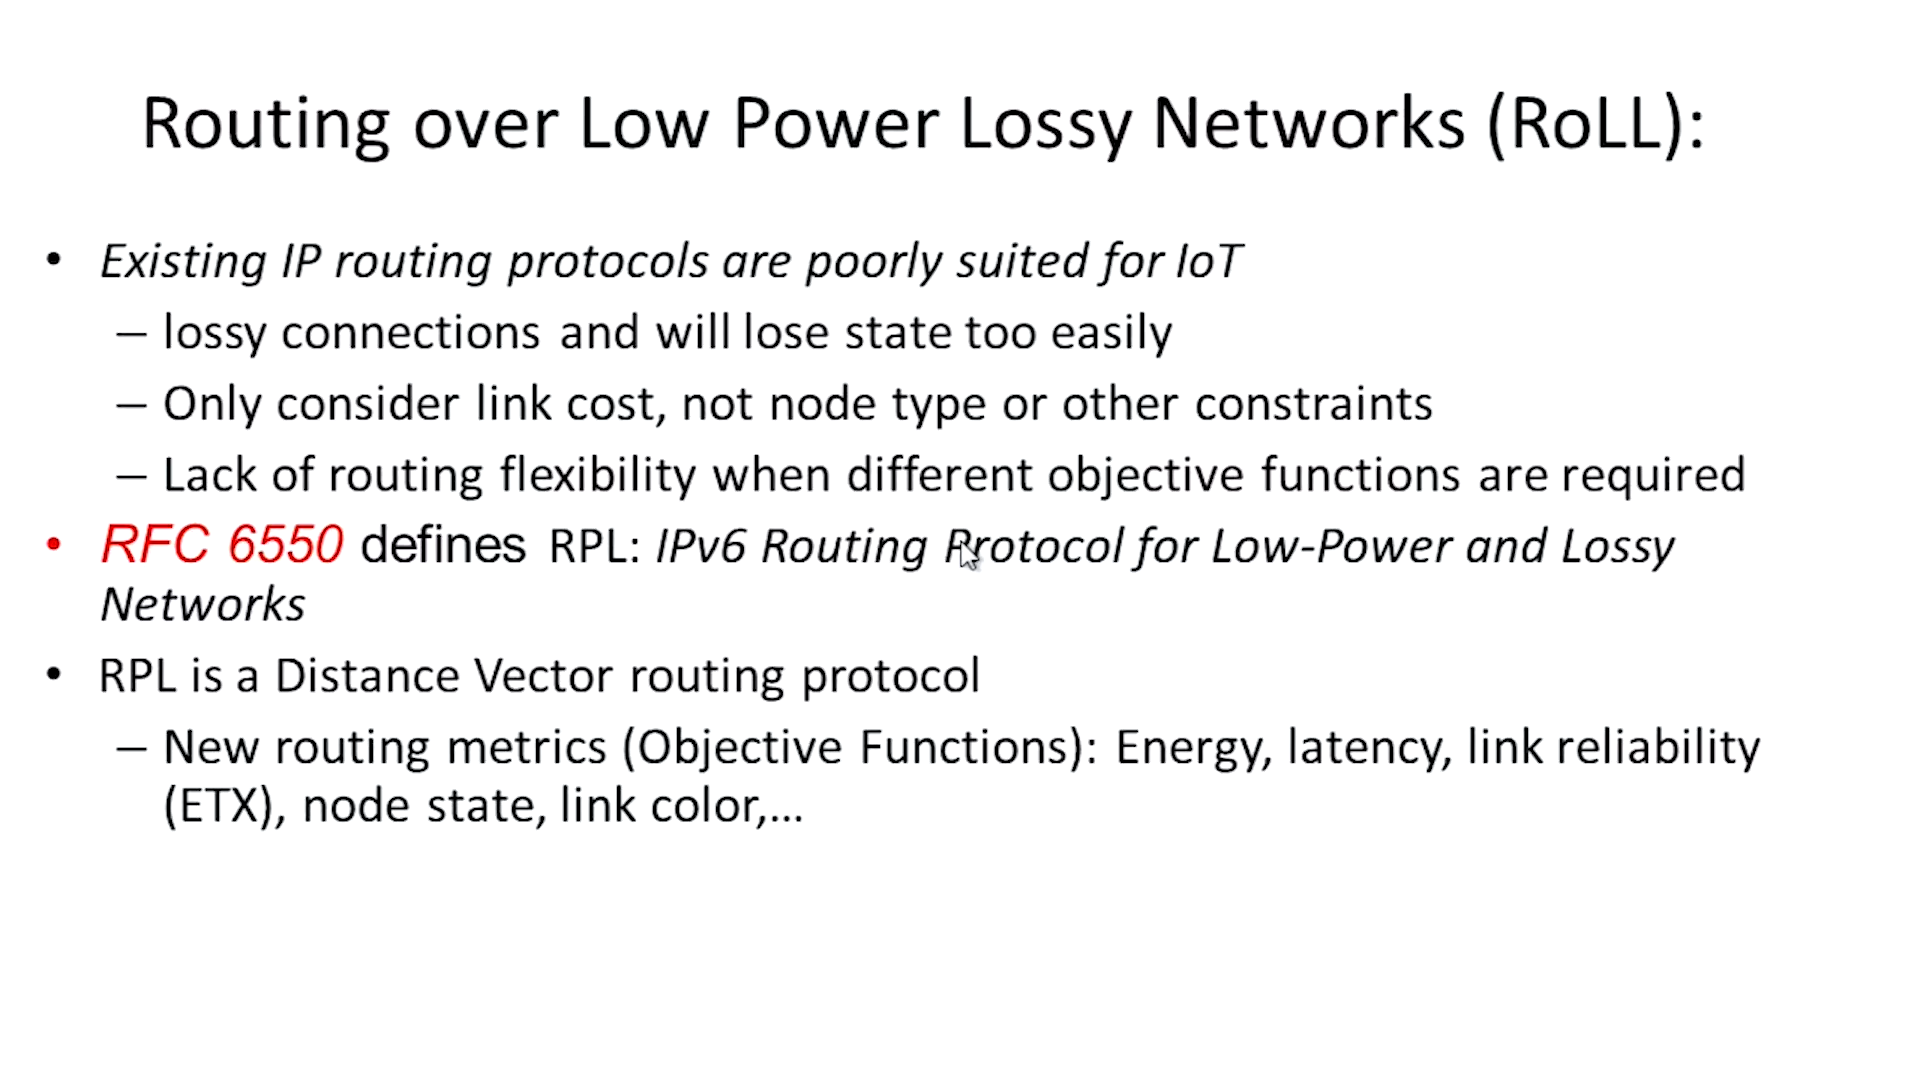 Routing over Low Power Lossy Networks (RoLL):
• Existing IP routing protocols are poorly suited for IoT
– lossy connections and will lose state too easily
– Only consider link cost, not node type or other constraints
– Lack of routing flexibility when different objective functions are required
• RFC 6550 defines RPL: IPv6 Routing Protocol for Low-Power and Lossy
Networks
• RPL is a Distance Vector routing protocol
– New routing metrics (Objective Functions): Energy, latency, link reliability
(ETX), node state, link color,...